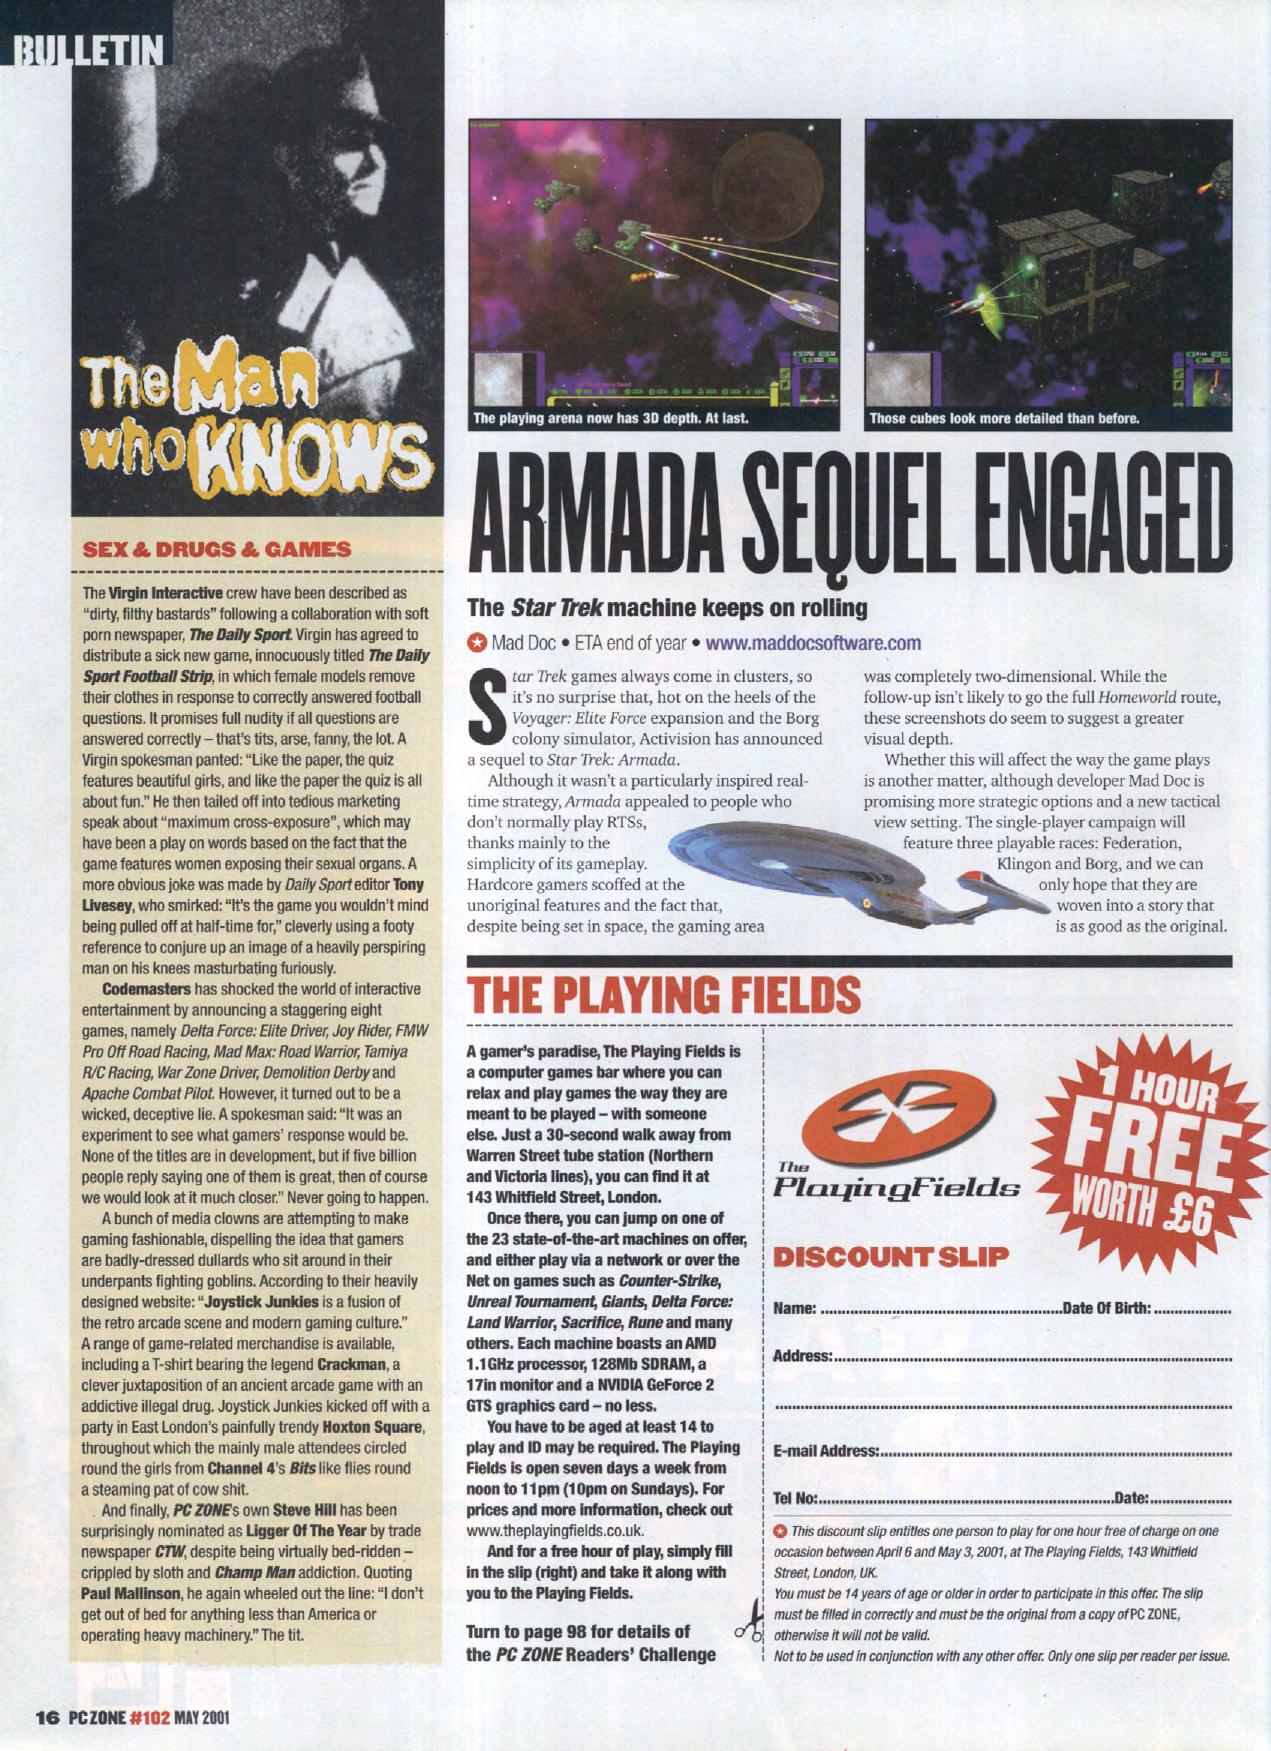 BULLETIN
The Man
who KNOWS
SEX & DRUGS & GAMES
The Virgin Interactive crew have been described as
“dirty, filthy bastards” following a collaboration with soft
porn newspaper, The Daily Sport. Virgin has agreed to
distribute a sick new game, innocuously titled The Daily
Sport Football Strip, in which female models remove
their clothes in response to correctly answered football
questions. It promises full nudity if all questions are
answered correctly – that's tits, arse, fanny, the lot. A
Virgin spokesman panted: “Like the paper, the quiz
features beautiful girls, and like the paper the quiz is all
about fun.” He then tailed off into tedious marketing
speak about “maximum cross-exposure”, which may
have been a play on words based on the fact that the
game features women exposing their sexual organs. A
more obvious joke was made by Daily Sport editor Tony
Livesey, who smirked: “It's the game you wouldn't mind
being pulled off at half-time for,” cleverly using a footy
reference to conjure up an image of a heavily perspiring
man on his knees masturbating furiously.
Codemasters has shocked the world of interactive
entertainment by announcing a staggering eight
games, namely Delta Force: Elite Driver, Joy Rider, FMW
Pro Off Road Racing, Mad Max: Road Warrior, Tamiya
R/C Racing, War Zone Driver, Demolition Derby and
Apache Combat Pilot. However, it turned out to be a
wicked, deceptive lie. A spokesman said: “It was an
experiment to see what gamers' response would be.
None of the titles are in development, but if five billion
people reply saying one of them is great, then of course
we would look at it much closer.” Never going to happen.
A bunch of media clowns are attempting to make
gaming fashionable, dispelling the idea that gamers
are badly-dressed dullards who sit around in their
underpants fighting goblins. According to their heavily
designed website: “Joystick Junkies is a fusion of
the retro arcade scene and modern gaming culture.”
A range of game-related merchandise is available,
including a T-shirt bearing the legend Crackman, a
clever juxtaposition of an ancient arcade game with an
addictive illegal drug. Joystick Junkies kicked off with a
party in East London's painfully trendy Hoxton Square,
throughout which the mainly male attendees circled
round the girls from Channel 4's Bits like flies round
a steaming pat of cow shit.
And finally, PC ZONE's own Steve Hill has been
surprisingly nominated as Ligger Of The Year by trade
newspaper CTW, despite being virtually bed-ridden –
crippled by sloth and Champ Man addiction. Quoting
Paul Mallinson, he again wheeled out the line: “I don't
get out of bed for anything less than America or
operating heavy machinery.” The tit.
The playing arena now has 3D depth. At last.
Those cubes look more detailed than before.
ARMADA SEQUEL ENGAGED
The Star Trek machine keeps on rolling
Mad Doc • ETA end of year • www.maddocsoftware.com
Star Trek games always come in clusters, so
it's no surprise that, hot on the heels of the
Voyager: Elite Force expansion and the Borg
colony simulator, Activision has announced
a sequel to Star Trek: Armada.
Although it wasn't a particularly inspired real-
time strategy, Armada appealed to people who
don't normally play RTSs,
thanks mainly to the
simplicity of its gameplay.
Hardcore gamers scoffed at the
unoriginal features and the fact that,
despite being set in space, the gaming area
was completely two-dimensional. While the
follow-up isn't likely to go the full Homeworld route,
these screenshots do seem to suggest a greater
visual depth.
Whether this will affect the way the game plays
is another matter, although developer Mad Doc is
promising more strategic options and a new tactical
view setting. The single-player campaign will
feature three playable races: Federation,
Klingon and Borg, and we can
only hope that they are
woven into a story that
is as good as the original.
THE PLAYING FIELDS
A gamer's paradise, The Playing Fields is
a computer games bar where you can
relax and play games the way they are
meant to be played – with someone
else. Just a 30-second walk away from
Warren Street tube station (Northern
and Victoria lines), you can find it at
143 Whitfield Street, London.
Once there, you can jump on one of
the 23 state-of-the-art machines on offer,
and either play via a network or over the
Net on games such as Counter-Strike,
Unreal Tournament, Giants, Delta Force:
Land Warrior, Sacrifice, Rune and many
others. Each machine boasts an AMD
1.1GHz processor, 128Mb SDRAM, a
17in monitor and a NVIDIA GeForce 2
GTS graphics card – no less.
You have to be aged at least 14 to
play and ID may be required. The Playing
Fields is open seven days a week from
noon to 11pm (10pm on Sundays). For
prices and more information, check out
www.theplayingfields.co.uk.
And for a free hour of play, simply fill
in the slip (right) and take it along with
you to the Playing Fields.
Turn to page 98 for details of
the PC ZONE Readers' Challenge
The
PlayingFields
1 HOUR
FREE
WORTH £6
DISCOUNT SLIP
Name: Date Of Birth:
Address:
E-mail Address:
Tel No: Date:
This discount slip entitles one person to play for one hour free of charge on one
occasion between April 6 and May 3, 2001, at The Playing Fields, 143 Whitfield
Street, London, UK.
You must be 14 years of age or older in order to participate in this offer. The slip
must be filled in correctly and must be the original from a copy of PC ZONE,
otherwise it will not be valid.
Not to be used in conjunction with any other offer. Only one slip per reader per issue.
16 PC ZONE #102 MAY 2001